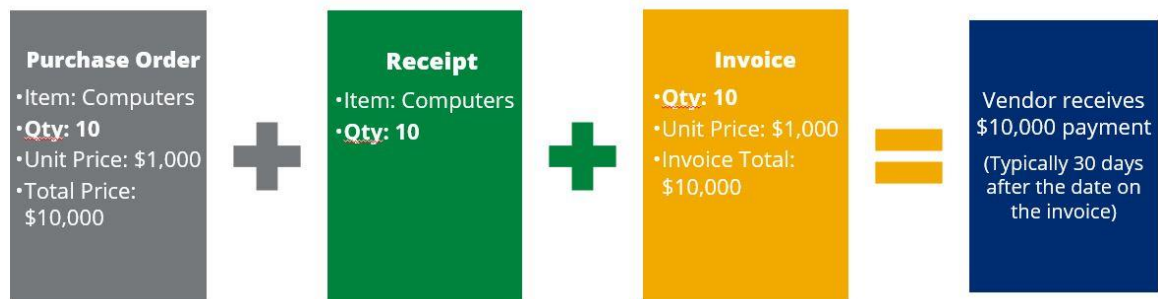 Purchase Order
•Item: Computers
•Qty: 10
•Unit Price: $1,000
•Total Price:
$10,000
Receipt
•Item: Computers
•Qty: 10
Invoice
•Qty: 10
•Unit Price: $1,000
•Invoice Total:
$10,000
Vendor receives
$10,000 payment
(Typically 30 days
after the date on
the invoice)